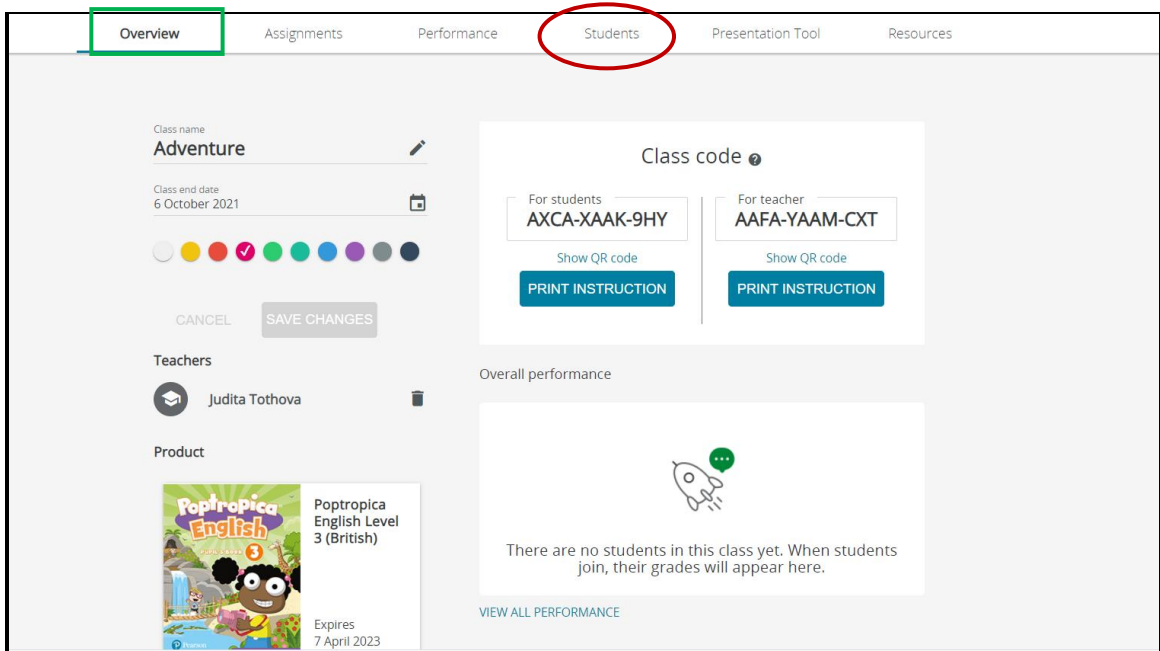 Overview Assignments Performance Students Presentation Tool Resources
Class name
Adventure
Class end date
6 October 2021
CANCEL SAVE CHANGES
Teachers
Judita Tothova
Product
Poptropica
English
PUPIL'S BOOK 3
Pearson
Poptropica
English Level
3 (British)
Expires
7 April 2023
Class code ?
For students
AXCA-XAAK-9HY
Show QR code
PRINT INSTRUCTION
For teacher
AAFA-YAAM-CXT
Show QR code
PRINT INSTRUCTION
Overall performance
There are no students in this class yet. When students
join, their grades will appear here.
VIEW ALL PERFORMANCE